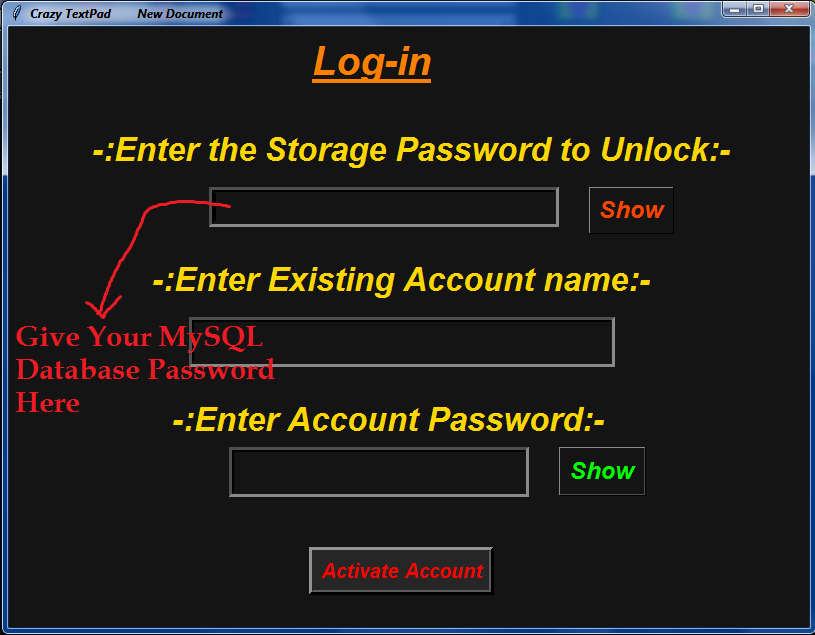 Crazy TextPad New Document
Log-in
-:Enter the Storage Password to Unlock:-
Show
-:Enter Existing Account name:-
Give Your MySQL
Database Password
Here
-:Enter Account Password:-
Show
Activate Account